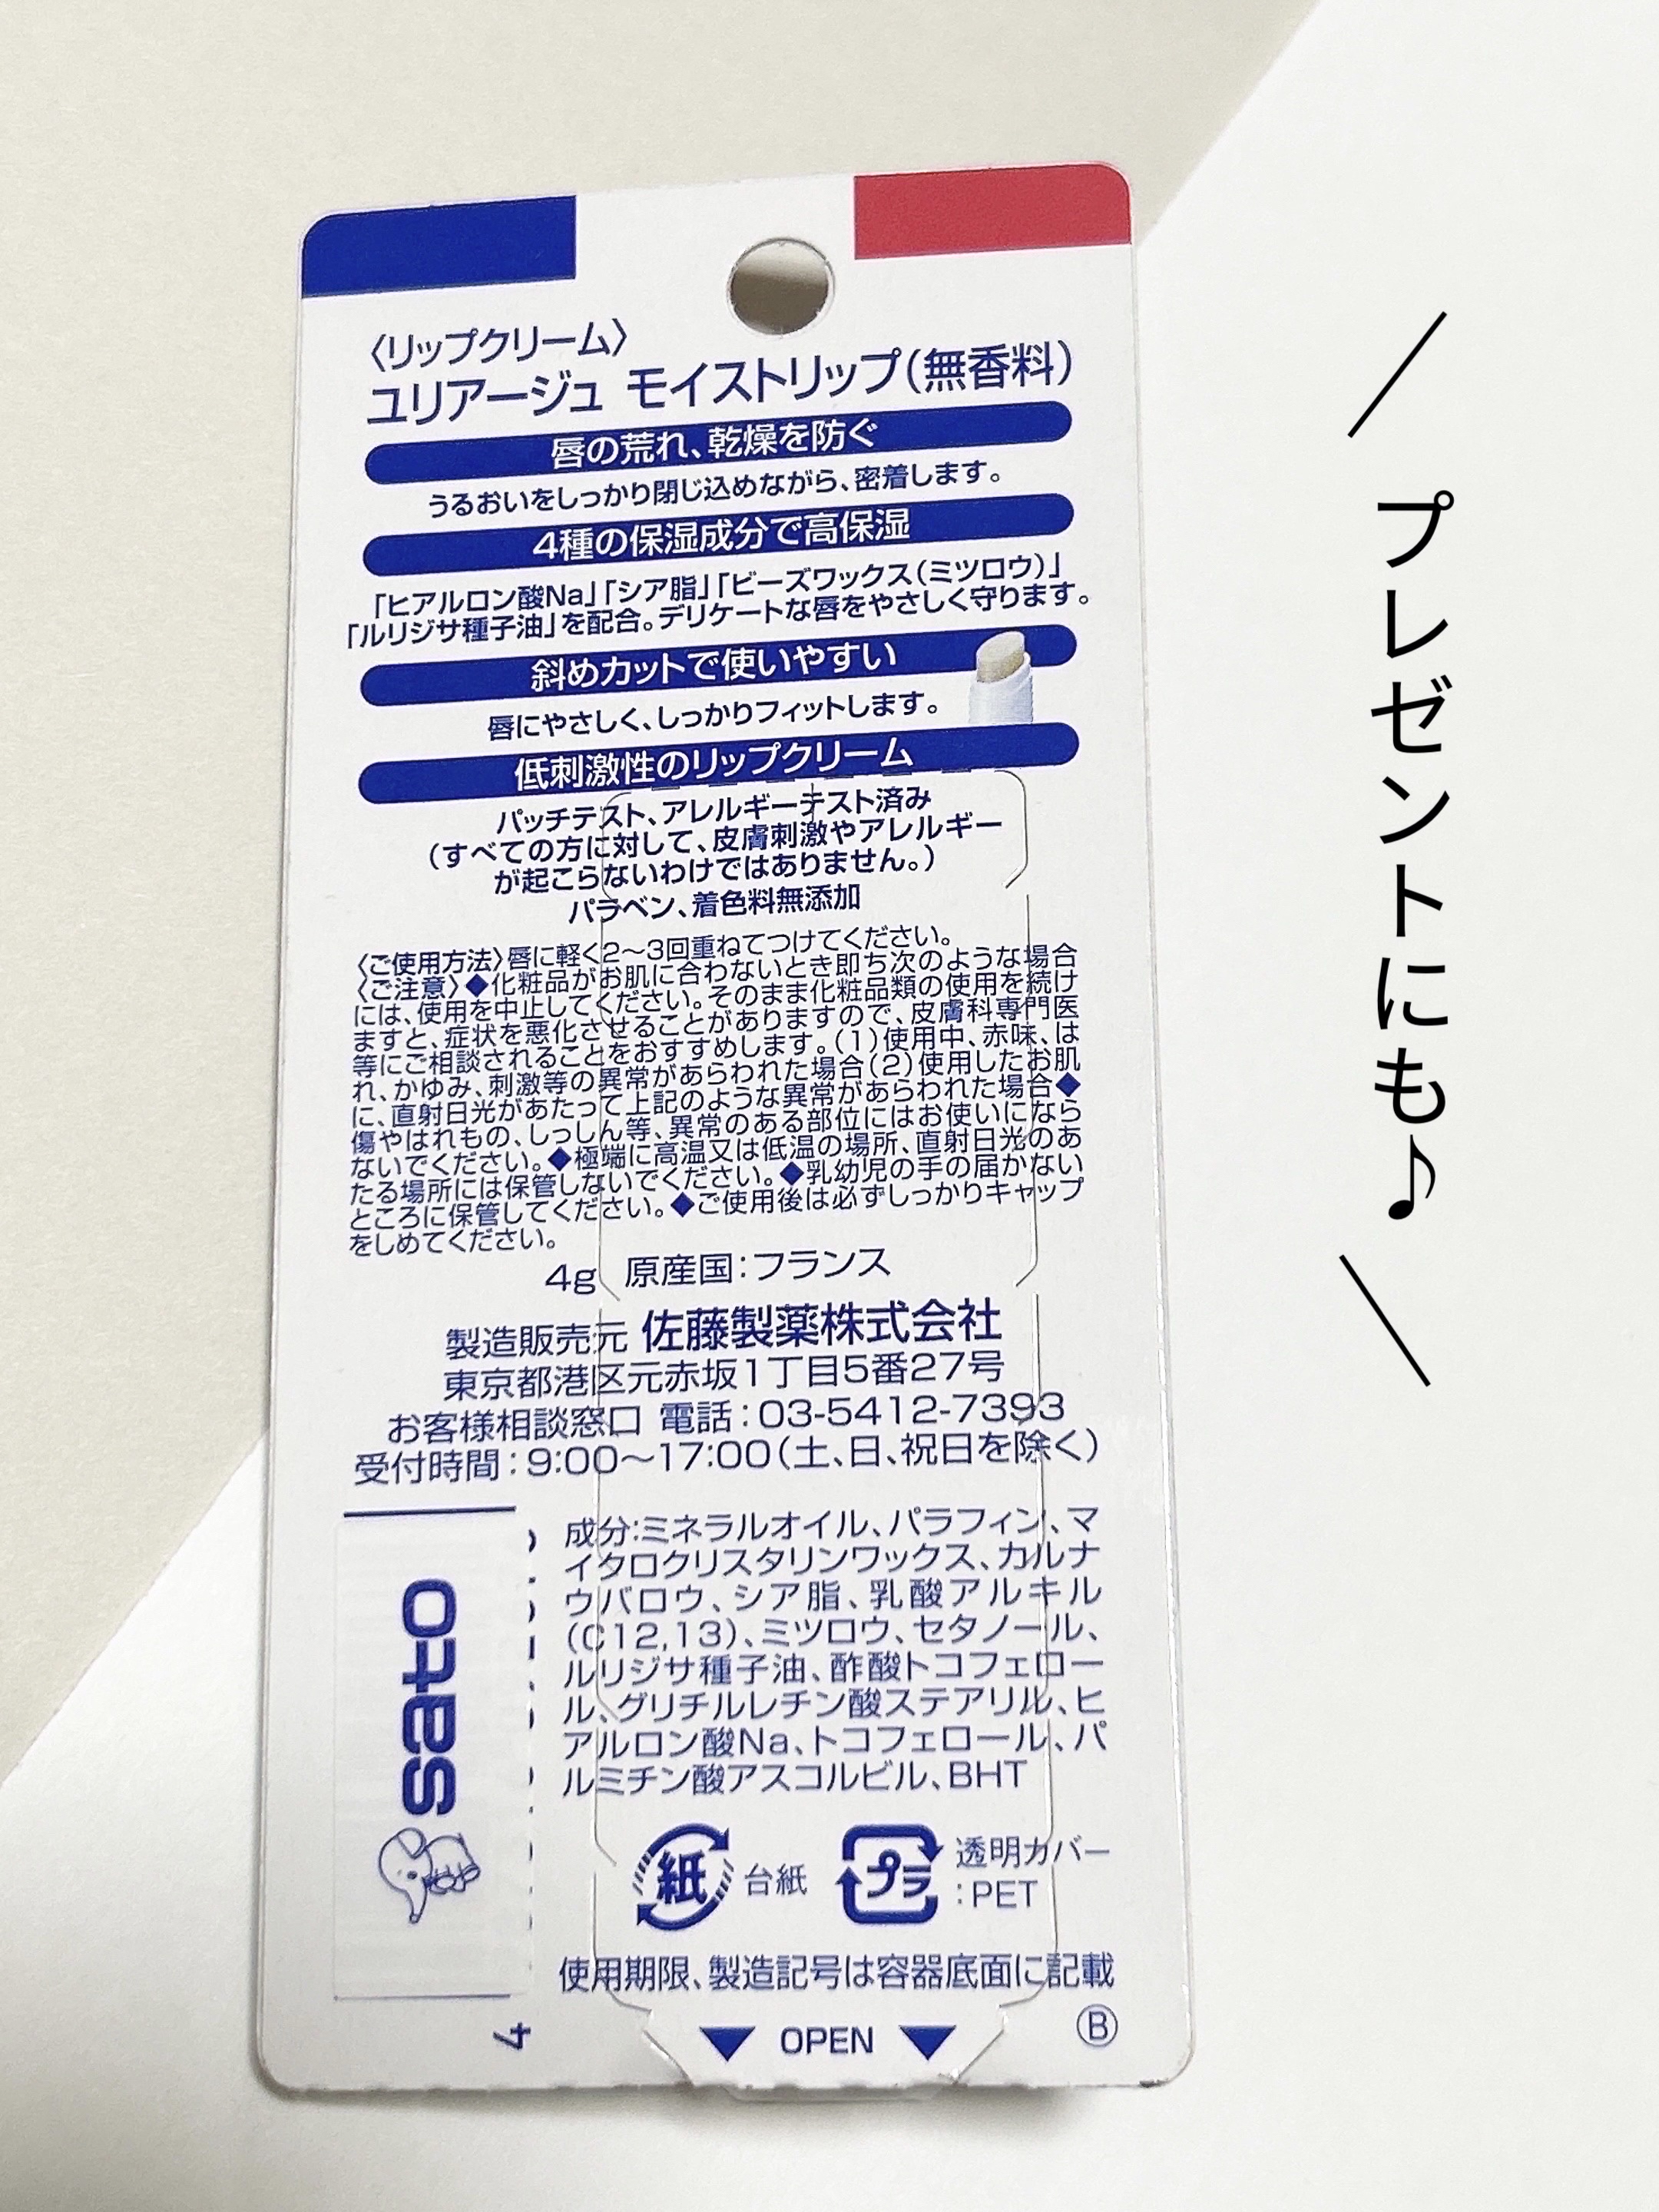 〈リップクリーム〉
ユリアージュ モイストリップ(無香料)
唇の荒れ、乾燥を防ぐ
うるおいをしっかり閉じ込めながら、密着します。
4種の保湿成分で高保湿
「ヒアルロン酸Na」「シア脂」「ビーズワックス(ミツロウ)」
「ルリジサ種子油」を配合。デリケートな唇をやさしく守ります。
斜めカットで使いやすい
唇にやさしく、しっかりフィットします。
低刺激性のリップクリーム
パッチテスト、アレルギーテスト済み
(すべての方に対して、皮膚刺激やアレルギー
が起こらないわけではありません。)
パラベン、着色料無添加
〈ご使用方法〉唇に軽く2〜3回重ねてつけてください。
〈ご注意〉◆化粧品がお肌に合わないとき即ち次のような場合
には、使用を中止してください。そのまま化粧品類の使用を続け
ますと、症状を悪化させることがありますので、皮膚科専門医
等にご相談されることをおすすめします。(1)使用中、赤味、は
れ、かゆみ、刺激等の異常があらわれた場合(2)使用したお肌
に、直射日光があたって上記のような異常があらわれた場合◆
傷やはれもの、しっしん等、異常のある部位にはお使いになら
ないでください。◆極端に高温又は低温の場所、直射日光のあ
たる場所には保管しないでください。◆乳幼児の手の届かない
ところに保管してください。◆ご使用後は必ずしっかりキャップ
をしめてください。
4g 原産国:フランス
製造販売元 佐藤製薬株式会社
東京都港区元赤坂1丁目5番27号
お客様相談窓口 電話:03-5412-7393
受付時間:9:00〜17:00(土、日、祝日を除く)
成分:ミネラルオイル、パラフィン、マ
イクロクリスタリンワックス、カルナ
ウバロウ、シア脂、乳酸アルキル
(C12,13)、ミツロウ、セタノール、
ルリジサ種子油、酢酸トコフェロー
ル、グリチルレチン酸ステアリル、ヒ
アルロン酸Na、トコフェロール、パ
ルミチン酸アスコルビル、BHT
sato
紙 台紙
プラ 透明カバー
:PET
使用期限、製造記号は容器底面に記載
サ
OPEN
Ⓑ
プレゼントにも♪